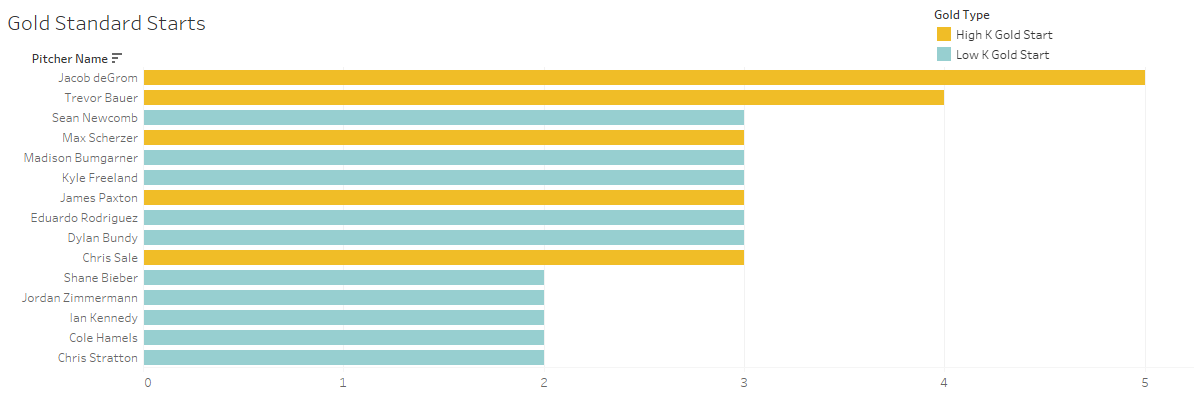 Gold Standard Starts
Gold Type
High K Gold Start
Low K Gold Start
Pitcher Name
Jacob deGrom
Trevor Bauer
Sean Newcomb
Max Scherzer
Madison Bumgarner
Kyle Freeland
James Paxton
Eduardo Rodriguez
Dylan Bundy
Chris Sale
Shane Bieber
Jordan Zimmermann
Ian Kennedy
Cole Hamels
Chris Stratton
0 1 2 3 4 5